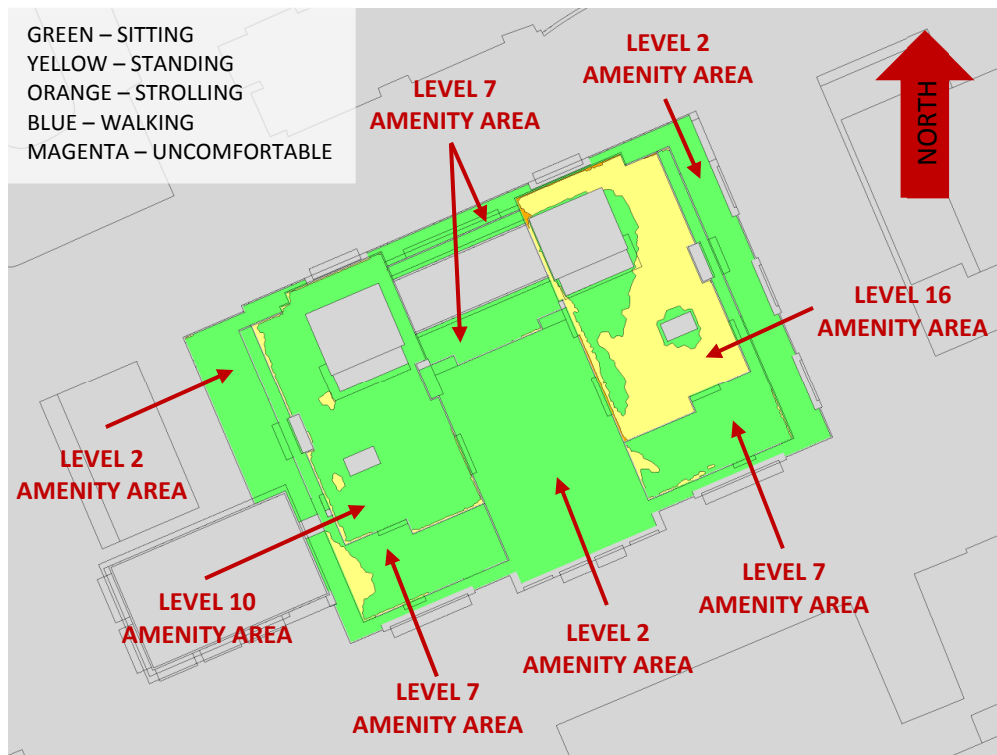 GREEN – SITTING
YELLOW – STANDING
ORANGE – STROLLING
BLUE – WALKING
MAGENTA – UNCOMFORTABLE
LEVEL 7
AMENITY AREA
LEVEL 2
AMENITY AREA
NORTH
LEVEL 16
AMENITY AREA
LEVEL 2
AMENITY AREA
LEVEL 10
AMENITY AREA
LEVEL 7
AMENITY AREA
LEVEL 2
AMENITY AREA
LEVEL 7
AMENITY AREA